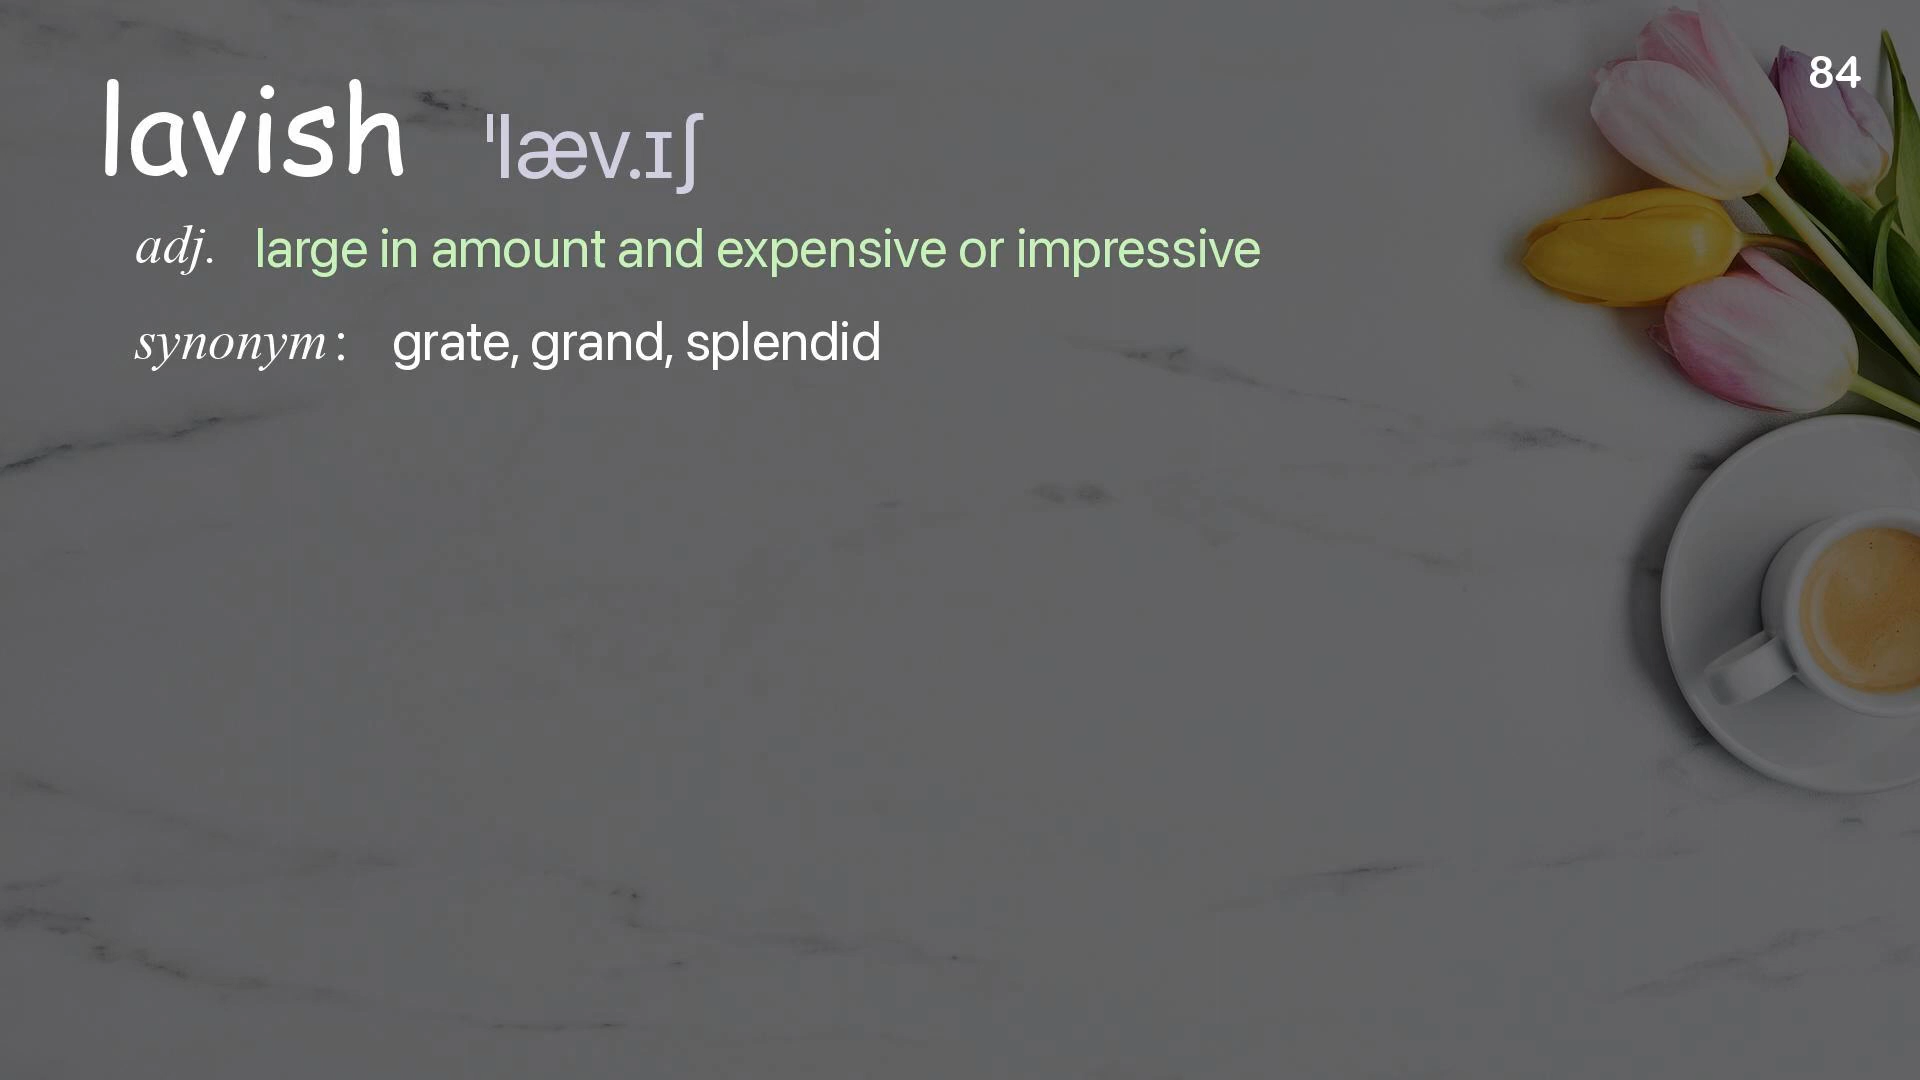 84
lavish ˈlæv.ɪʃ
adj. large in amount and expensive or impressive
synonym: grate, grand, splendid